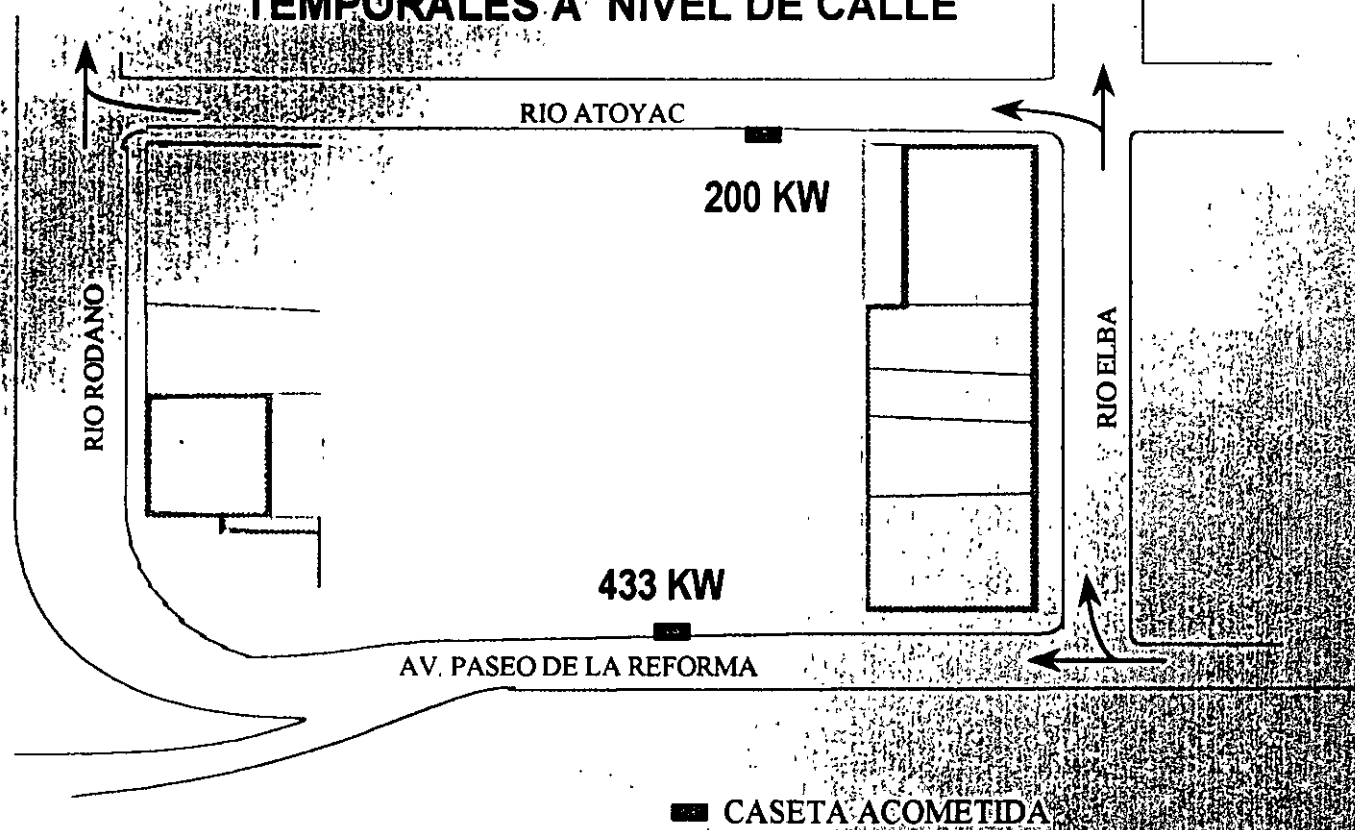 TEMPORALES A NIVEL DE CALLE
RIO ATOYAC
200 KW
RIO RODANO
RIO ELBA
433 KW
AV. PASEO DE LA REFORMA
CASETA ACOMETIDA